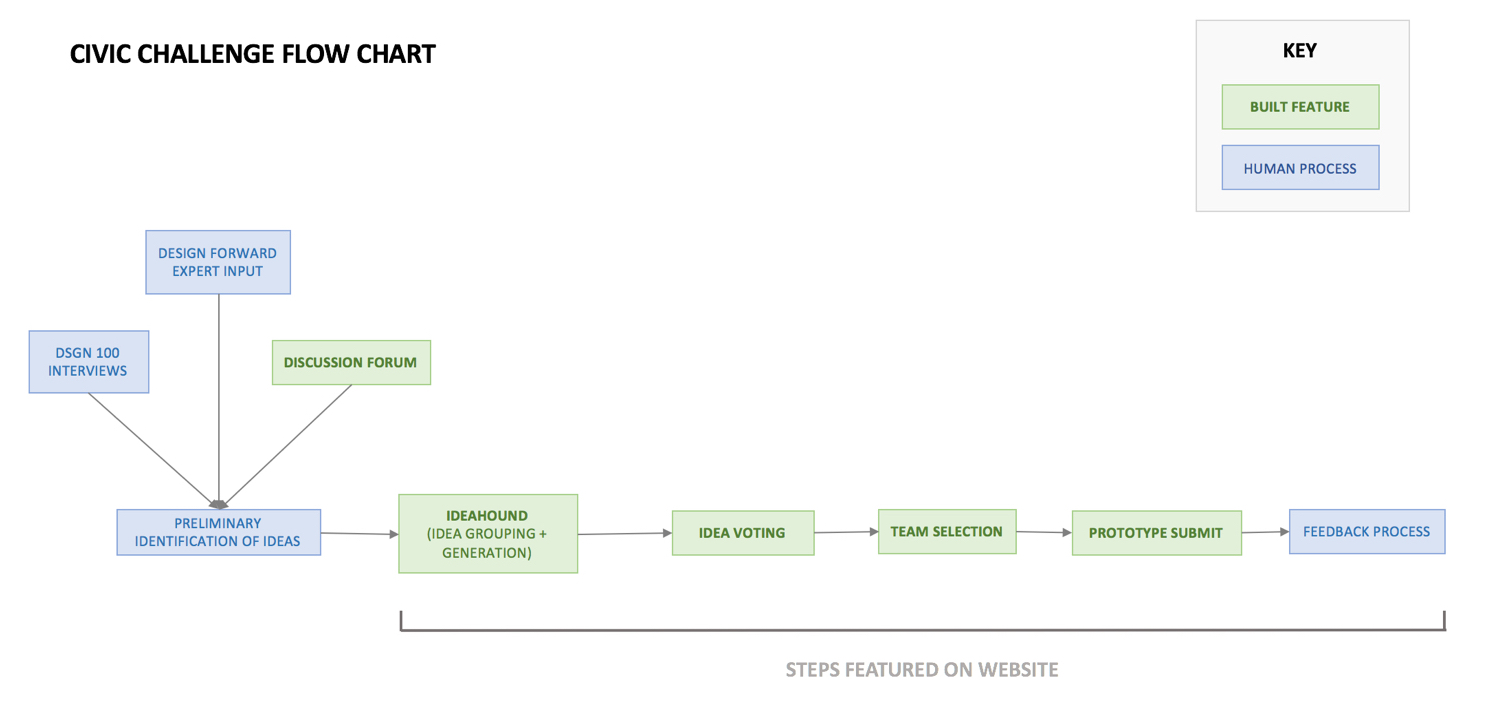 CIVIC CHALLENGE FLOW CHART
KEY
BUILT FEATURE
HUMAN PROCESS
DESIGN FORWARD
EXPERT INPUT
DSGN 100
INTERVIEWS
DISCUSSION FORUM
PRELIMINARY
IDENTIFICATION OF IDEAS
IDEAHOUND
(IDEA GROUPING +
GENERATION)
IDEA VOTING
TEAM SELECTION
PROTOTYPE SUBMIT
FEEDBACK PROCESS
STEPS FEATURED ON WEBSITE